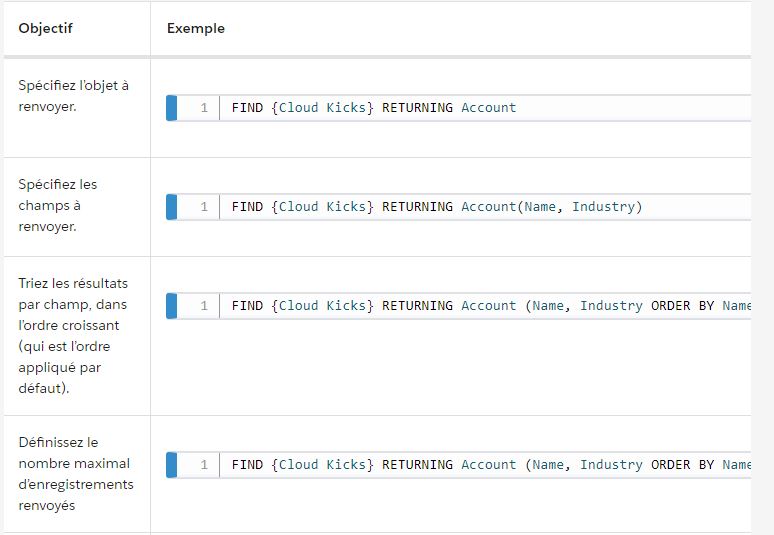 Objectif Exemple
Spécifiez l’objet à
renvoyer.
1 FIND {Cloud Kicks} RETURNING Account
Spécifiez les
champs à
renvoyer.
1 FIND {Cloud Kicks} RETURNING Account(Name, Industry)
Triez les résultats
par champ, dans
l’ordre croissant
(qui est l’ordre
appliqué par
défaut).
1 FIND {Cloud Kicks} RETURNING Account (Name, Industry ORDER BY Name
Définissez le
nombre maximal
d’enregistrements
renvoyés
1 FIND {Cloud Kicks} RETURNING Account (Name, Industry ORDER BY Name